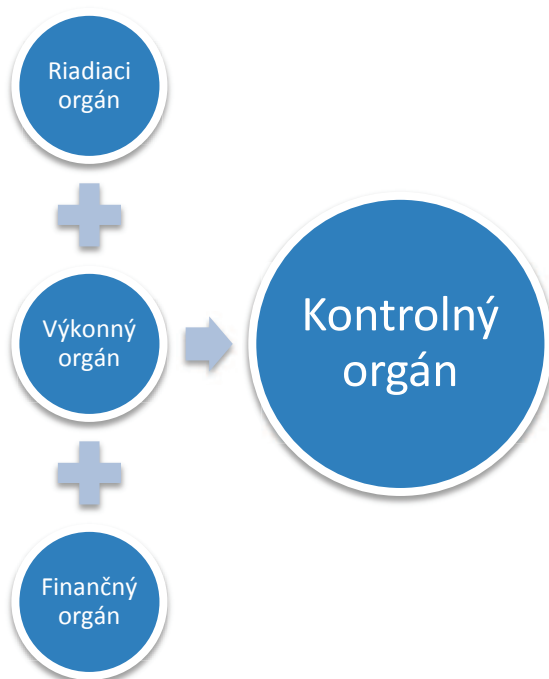 Riadiaci
orgán
Výkonný
orgán
Finančný
orgán
Kontrolný
orgán